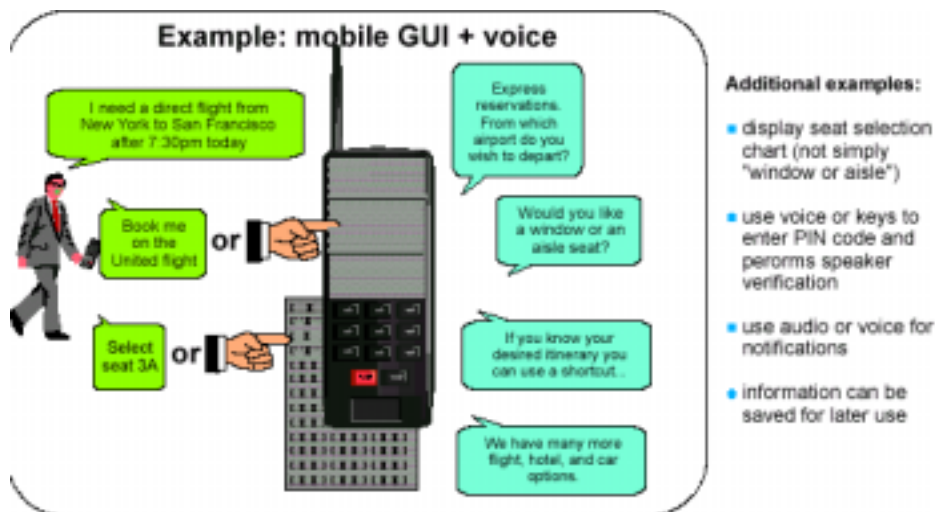 Example: mobile GUI + voice
I need a direct flight from
New York to San Francisco
after 7:30pm today
Book me
on the
United flight
or
Select
seat 3A
or
Express
reservations.
From which
airport do you
wish to depart?
Would you like
a window or an
aisle seat?
If you know your
desired itinerary you
can use a shortcut...
We have many more
flight, hotel, and car
options.
Additional examples:
display seat selection
chart (not simply
"window or aisle")
use voice or keys to
enter PIN code and
perorms speaker
verification
use audio or voice for
notifications
information can be
saved for later use